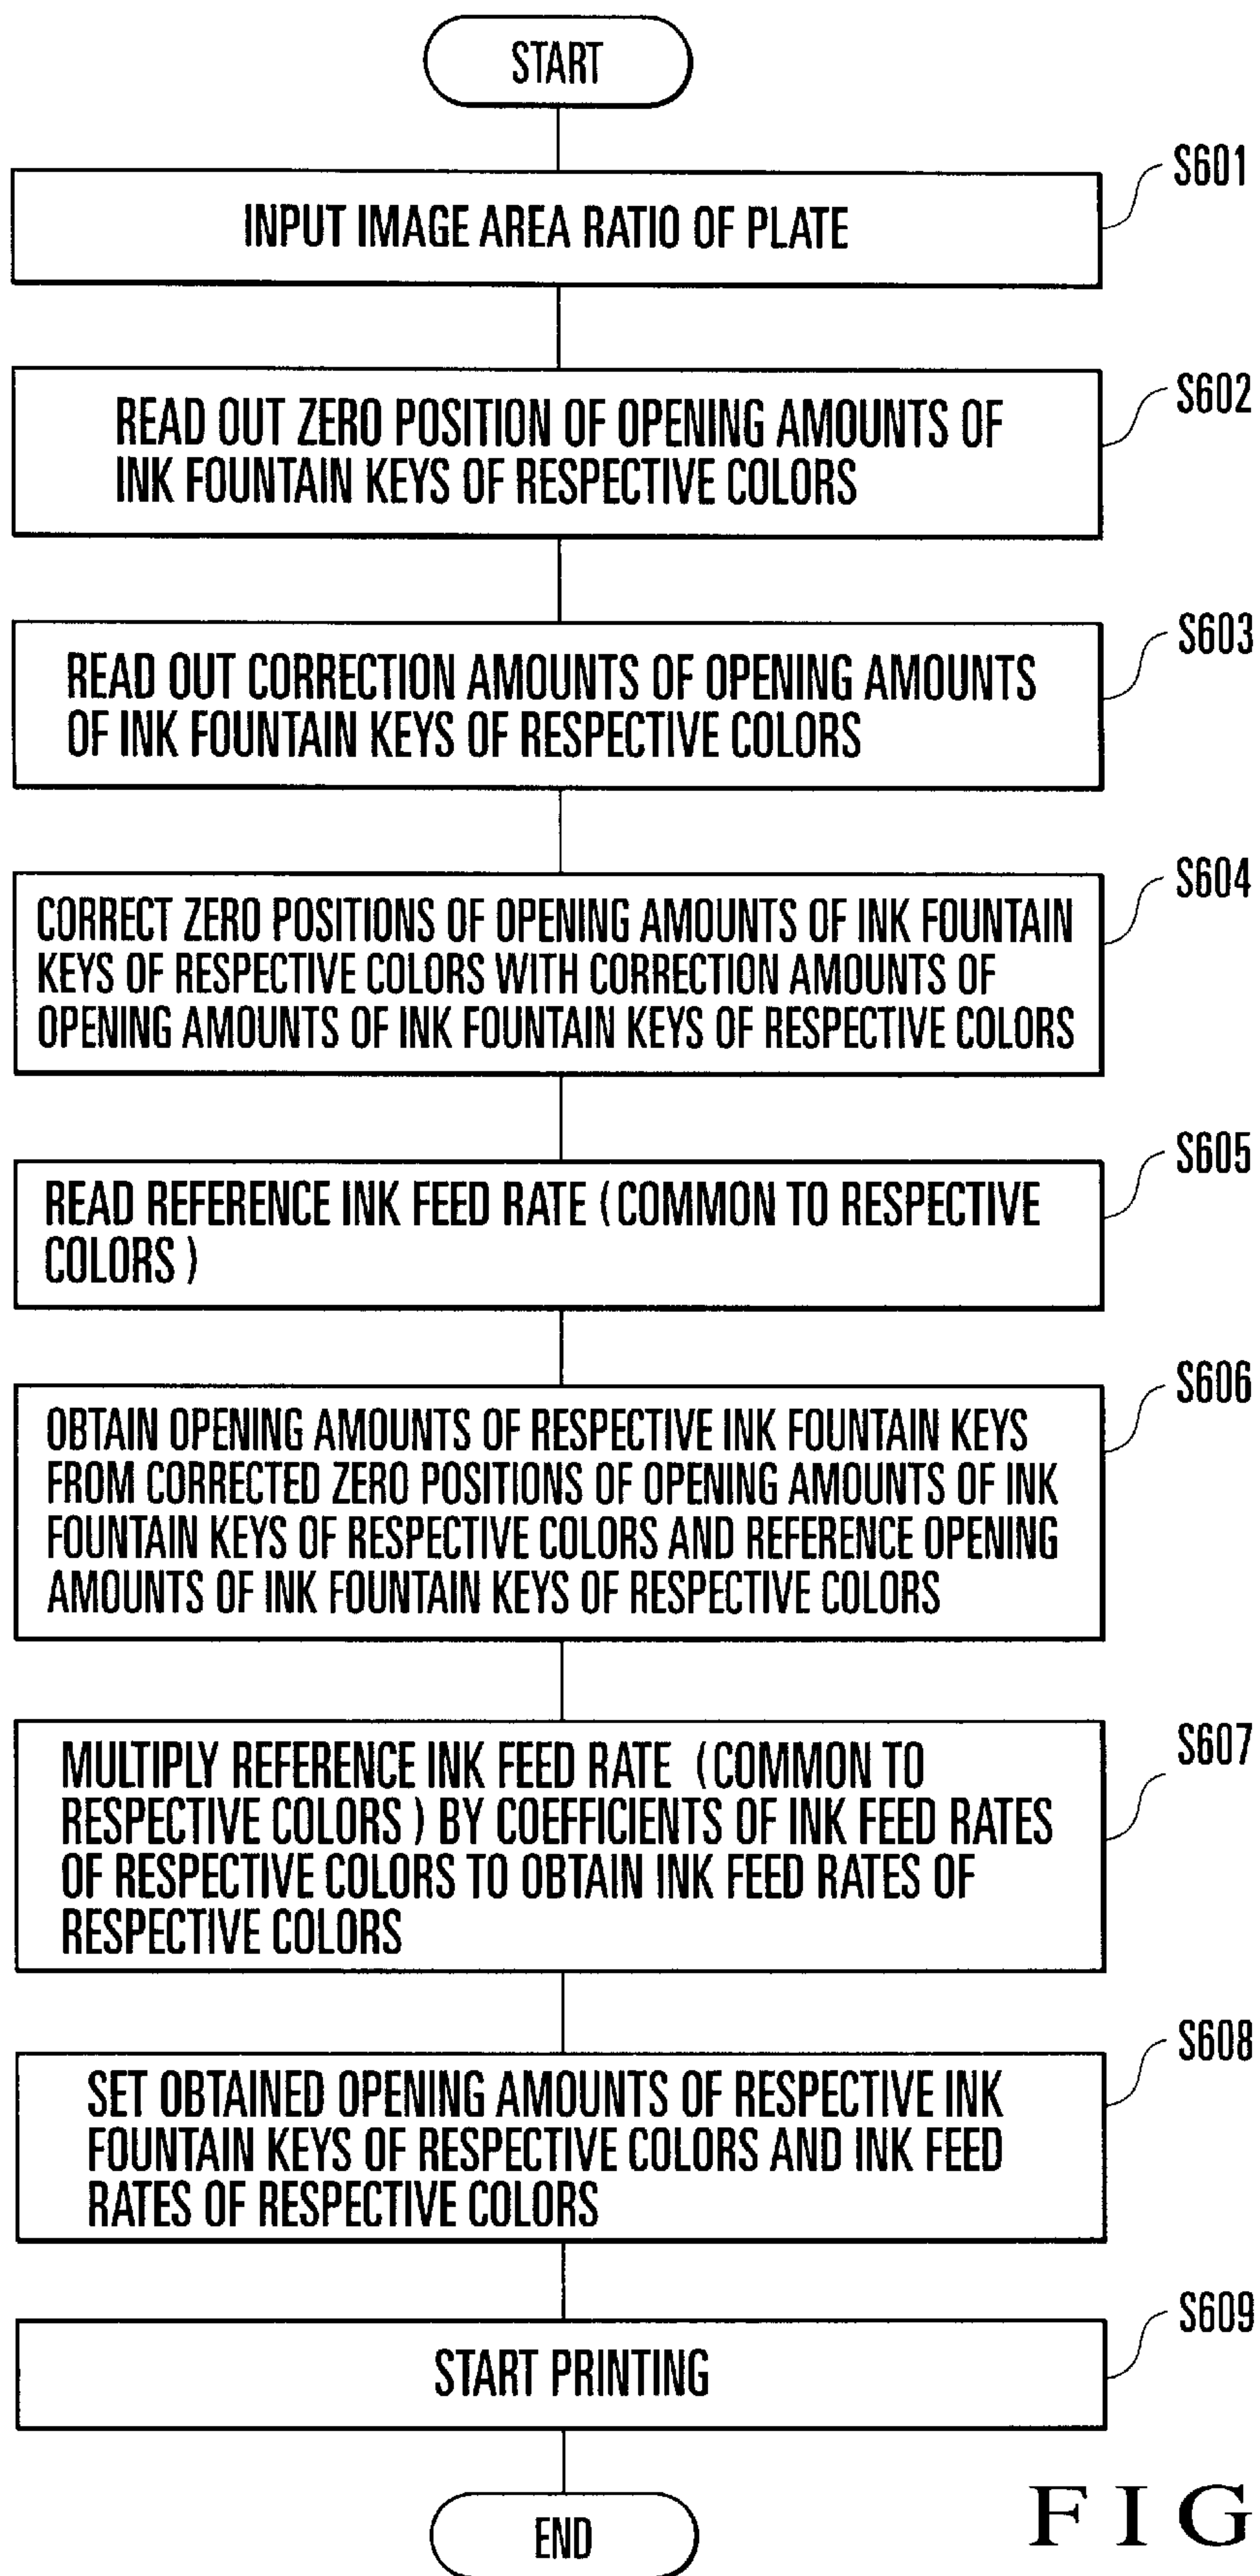 START
S601
INPUT IMAGE AREA RATIO OF PLATE
S602
READ OUT ZERO POSITION OF OPENING AMOUNTS OF
INK FOUNTAIN KEYS OF RESPECTIVE COLORS
S603
READ OUT CORRECTION AMOUNTS OF OPENING AMOUNTS
OF INK FOUNTAIN KEYS OF RESPECTIVE COLORS
S604
CORRECT ZERO POSITIONS OF OPENING AMOUNTS OF INK FOUNTAIN
KEYS OF RESPECTIVE COLORS WITH CORRECTION AMOUNTS OF
OPENING AMOUNTS OF INK FOUNTAIN KEYS OF RESPECTIVE COLORS
S605
READ REFERENCE INK FEED RATE (COMMON TO RESPECTIVE
COLORS )
S606
OBTAIN OPENING AMOUNTS OF RESPECTIVE INK FOUNTAIN KEYS
FROM CORRECTED ZERO POSITIONS OF OPENING AMOUNTS OF INK
FOUNTAIN KEYS OF RESPECTIVE COLORS AND REFERENCE OPENING
AMOUNTS OF INK FOUNTAIN KEYS OF RESPECTIVE COLORS
S607
MULTIPLY REFERENCE INK FEED RATE (COMMON TO
RESPECTIVE COLORS ) BY COEFFICIENTS OF INK FEED RATES
OF RESPECTIVE COLORS TO OBTAIN INK FEED RATES OF
RESPECTIVE COLORS
S608
SET OBTAINED OPENING AMOUNTS OF RESPECTIVE INK
FOUNTAIN KEYS OF RESPECTIVE COLORS AND INK FEED
RATES OF RESPECTIVE COLORS
S609
START PRINTING
END
FIG